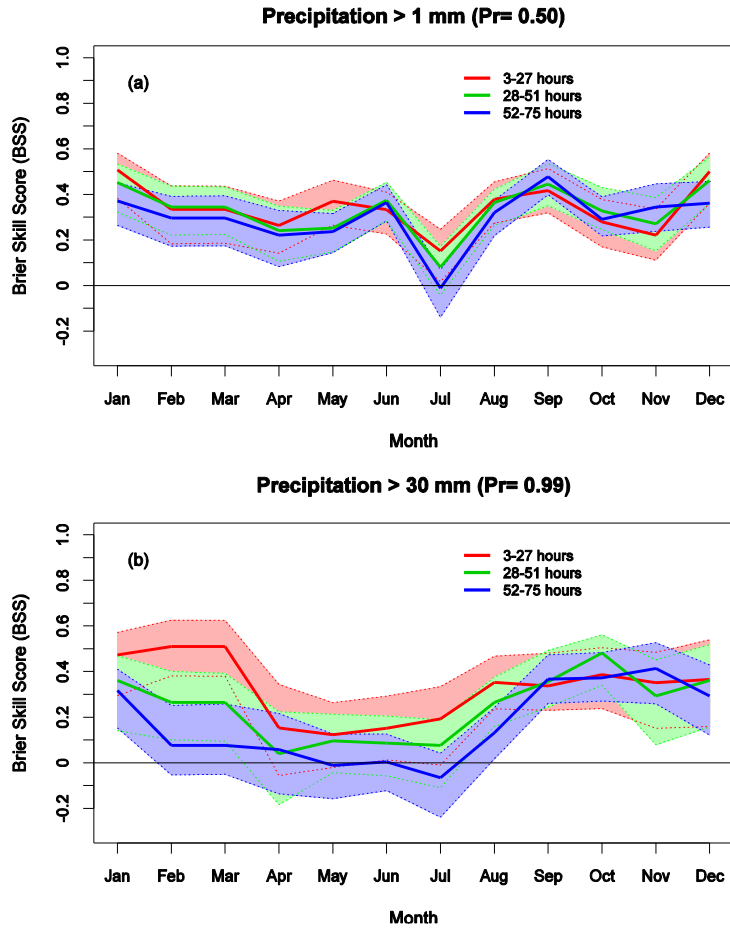 Precipitation > 1 mm (Pr= 0.50)
(a)
3-27 hours
28-51 hours
52-75 hours
Brier Skill Score (BSS)
1.0
0.8
0.6
0.4
0.2
0
-0.2
Jan Feb Mar Apr May Jun Jul Aug Sep Oct Nov Dec
Month
Precipitation > 30 mm (Pr= 0.99)
(b)
3-27 hours
28-51 hours
52-75 hours
Brier Skill Score (BSS)
1.0
0.8
0.6
0.4
0.2
0
-0.2
Jan Feb Mar Apr May Jun Jul Aug Sep Oct Nov Dec
Month